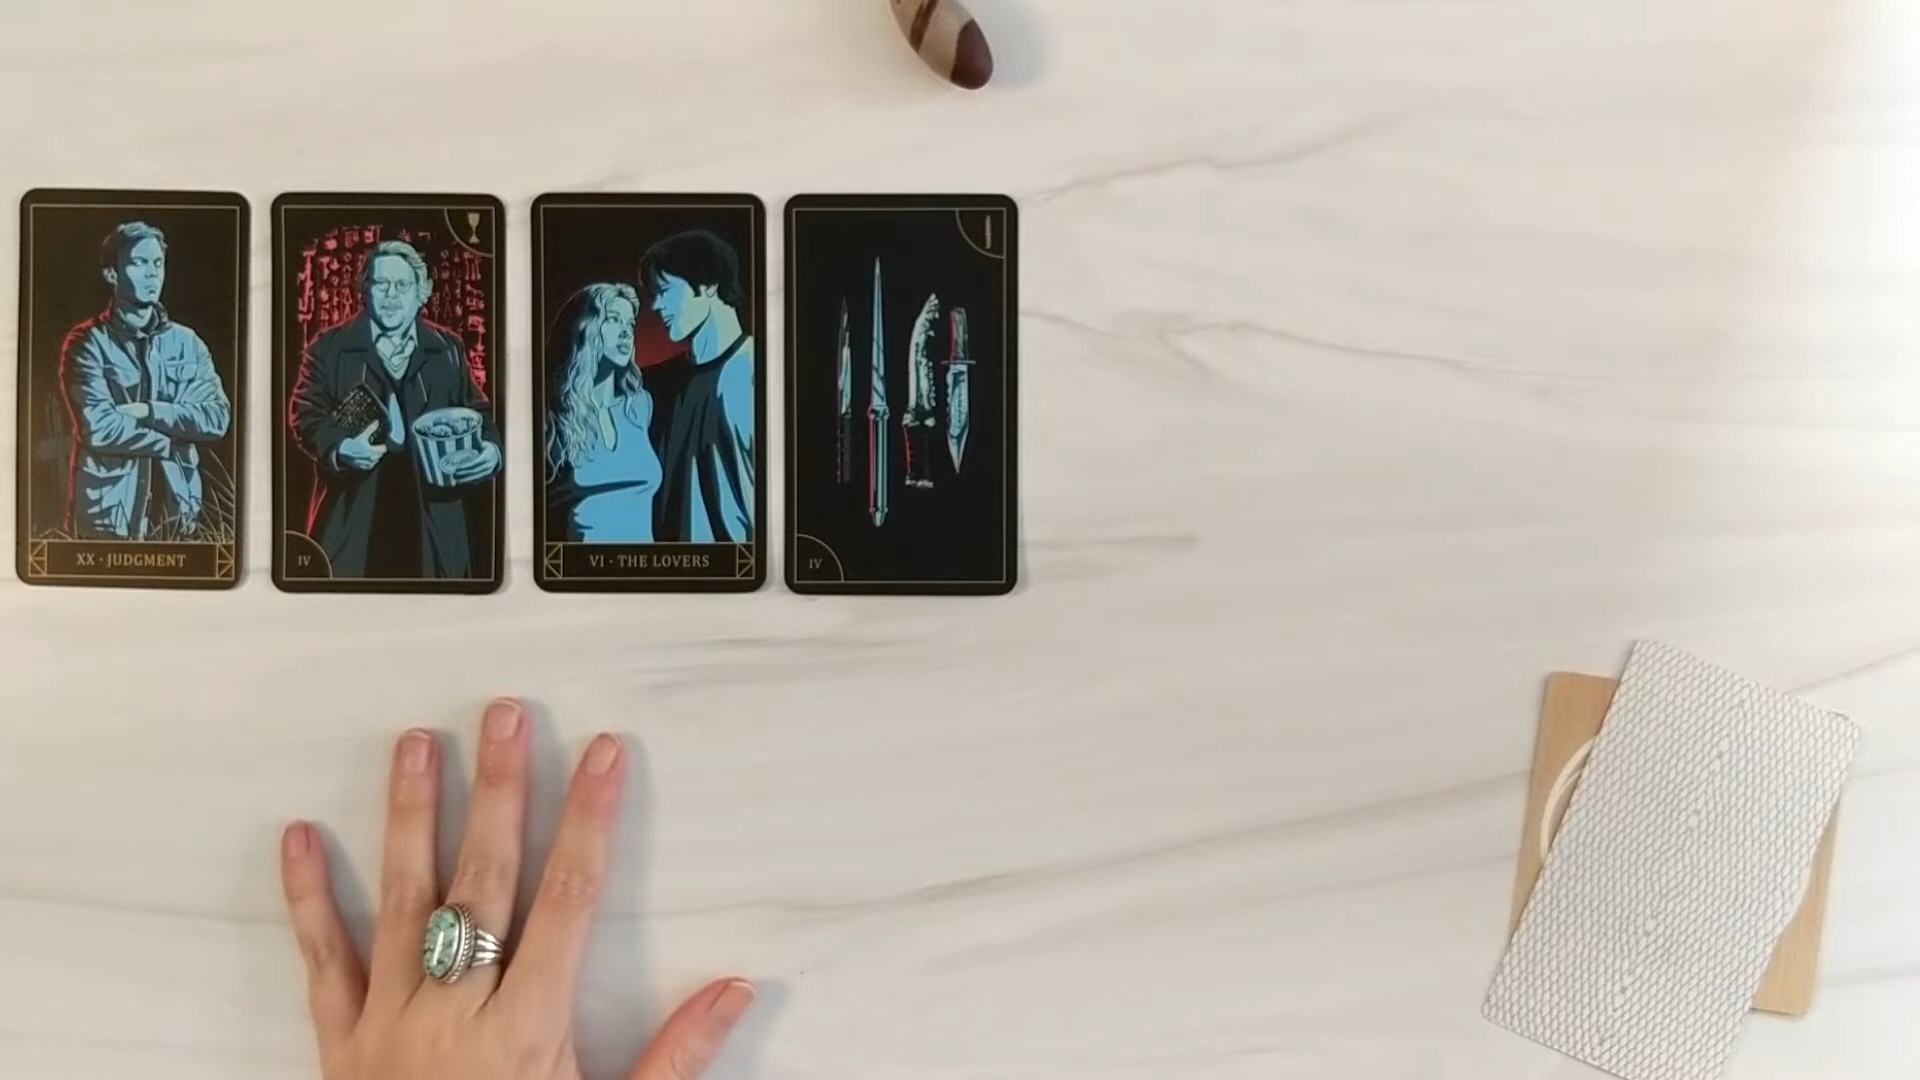 XX · JUDGMENT
IV
VI · THE LOVERS
IV